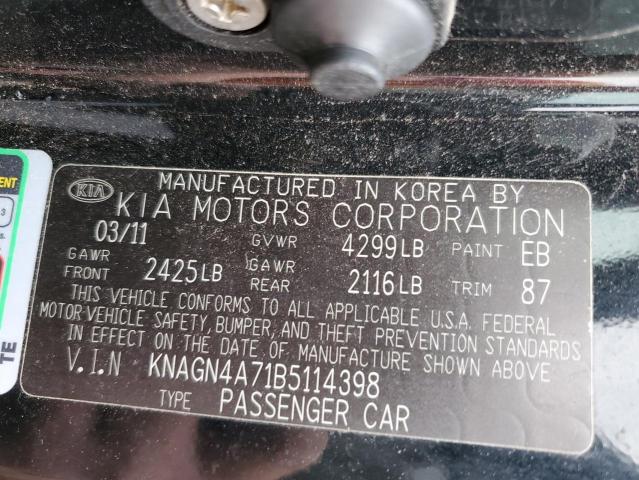 MANUFACTURED IN KOREA BY
KIA KIA MOTORS CORPORATION
03/11 GVWR 4299LB PAINT EB
GAWR FRONT 2425LB GAWR REAR 2116LB TRIM 87
THIS VEHICLE CONFORMS TO ALL APPLICABLE U.S.A. FEDERAL
MOTOR VEHICLE SAFETY, BUMPER, AND THEFT PREVENTION STANDARDS
IN EFFECT ON THE DATE OF MANUFACTURE SHOWN ABOVE
V.I.N KNAGN4A71B5114398
TYPE PASSENGER CAR
3